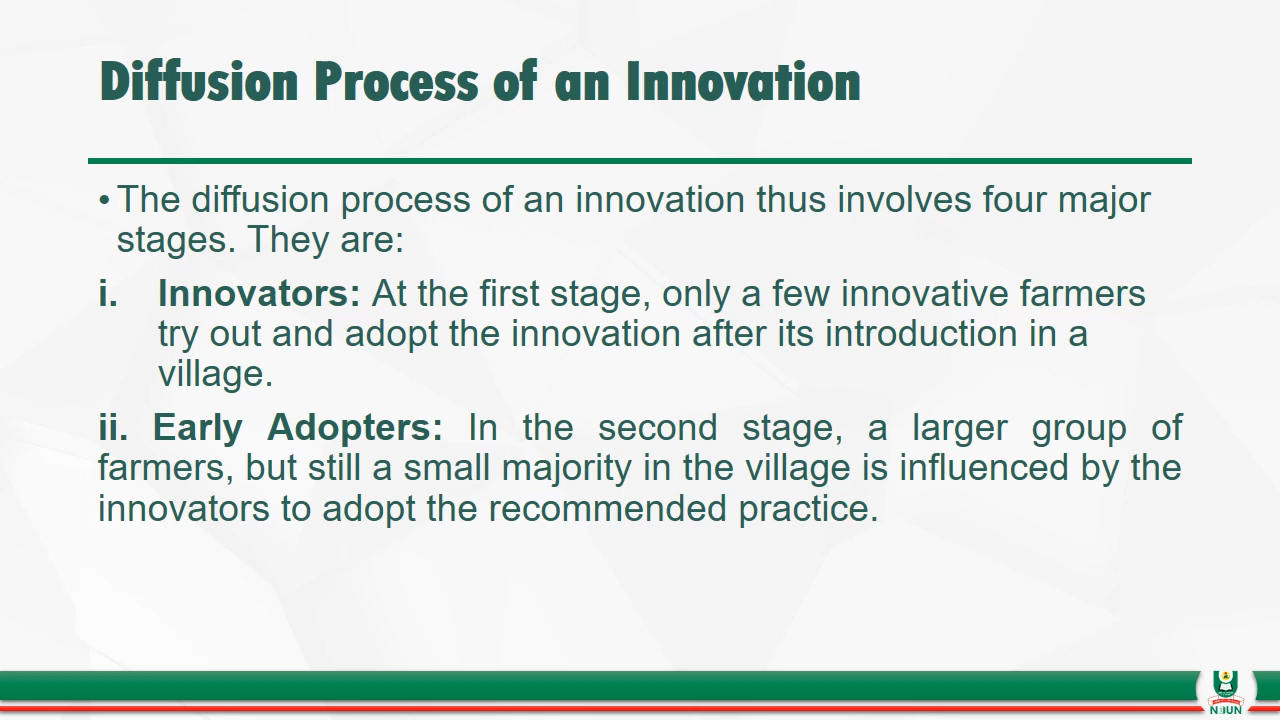 Diffusion Process of an Innovation
• The diffusion process of an innovation thus involves four major
stages. They are:
i. Innovators: At the first stage, only a few innovative farmers
try out and adopt the innovation after its introduction in a
village.
ii. Early Adopters: In the second stage, a larger group of
farmers, but still a small majority in the village is influenced by the
innovators to adopt the recommended practice.
NOUN